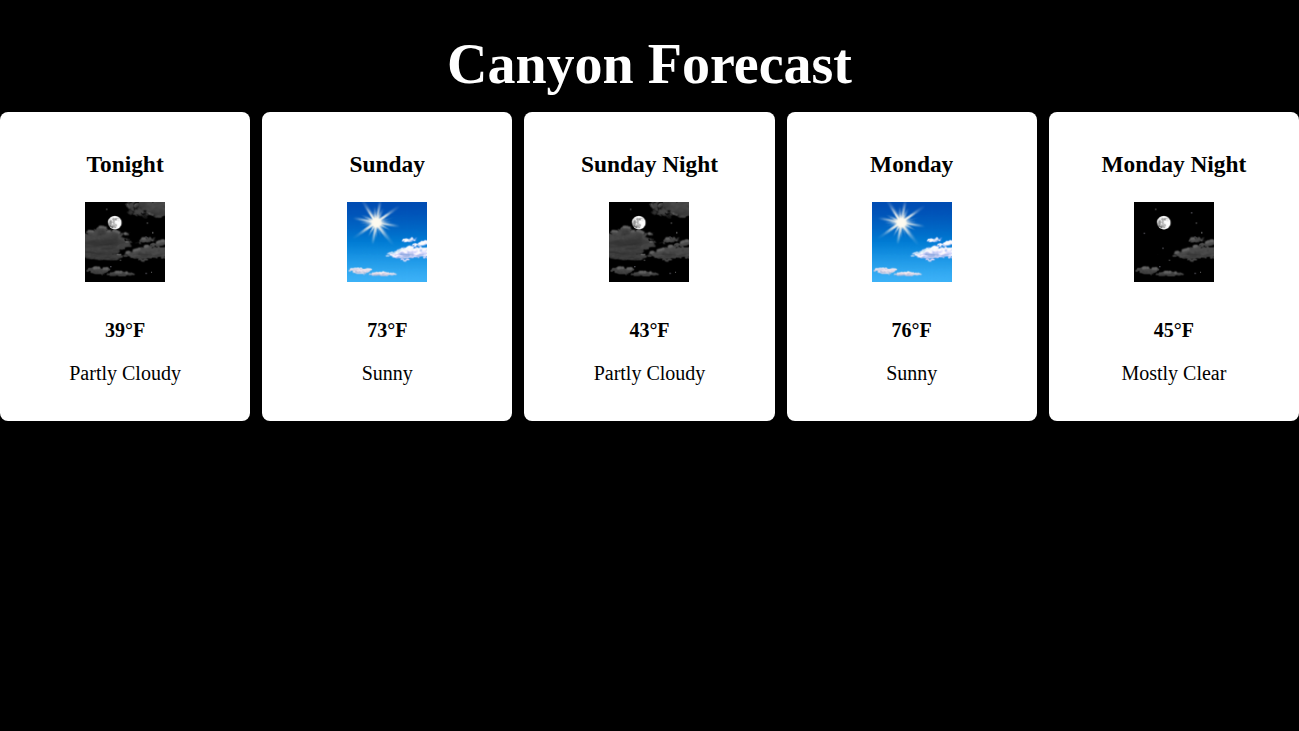 Canyon Forecast
Tonight
39°F
Partly Cloudy
Sunday
73°F
Sunny
Sunday Night
43°F
Partly Cloudy
Monday
76°F
Sunny
Monday Night
45°F
Mostly Clear